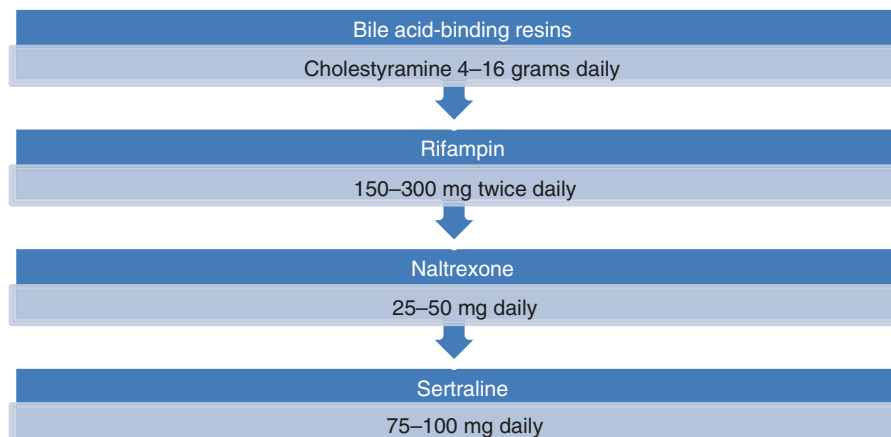 Bile acid-binding resins
Cholestyramine 4–16 grams daily
Rifampin
150–300 mg twice daily
Naltrexone
25–50 mg daily
Sertraline
75–100 mg daily